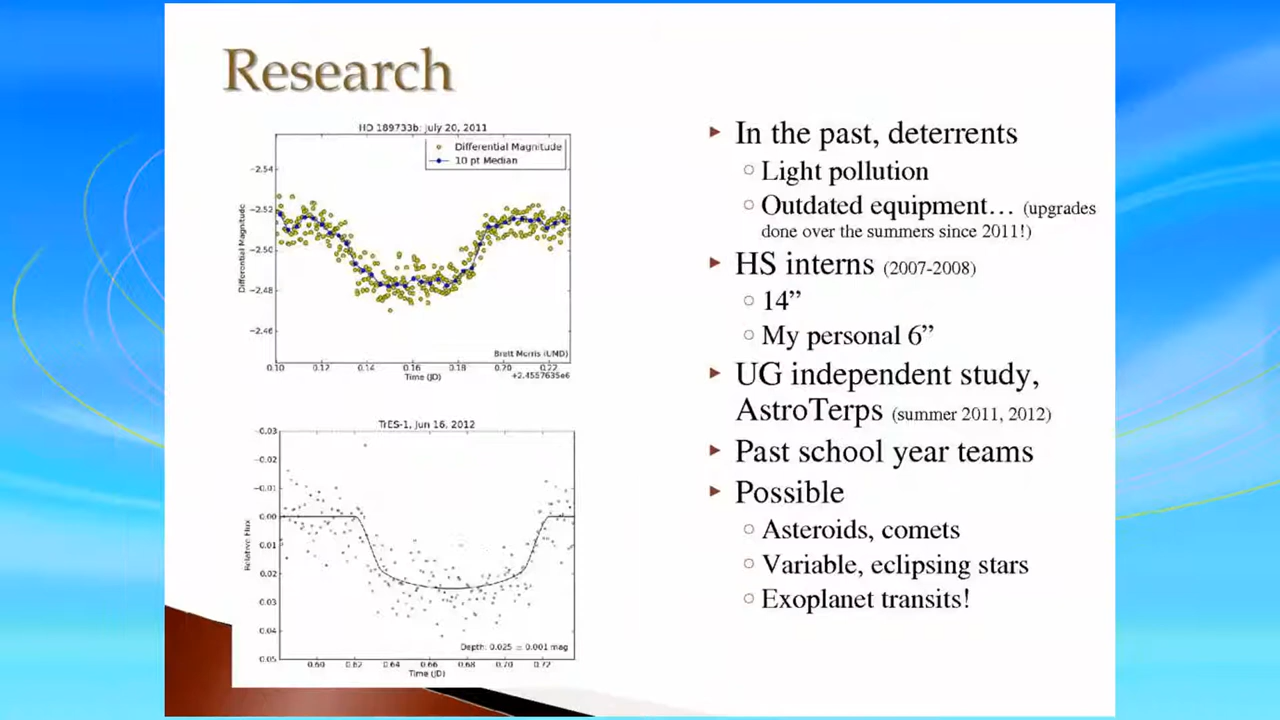 Research
HD 189733b: July 20, 2011
Differential Magnitude
10 pt Median
−2.54
−2.52
−2.50
−2.48
−2.46
Differential Magnitude
Brett Morris (UMD)
0.10 0.12 0.14 0.16 0.18 0.20 0.22
Time (JD)
+2.4557635e6
TrES-1, Jun 16, 2012
−0.03
−0.02
−0.01
0.00
0.01
0.02
0.03
0.04
0.05
Relative Flux
Depth: 0.025 ± 0.001 mag
0.60 0.62 0.64 0.66 0.68 0.70 0.72
Time (JD)
In the past, deterrents
Light pollution
Outdated equipment… (upgrades
done over the summers since 2011!)
HS interns (2007-2008)
14”
My personal 6”
UG independent study,
AstroTerps (summer 2011, 2012)
Past school year teams
Possible
Asteroids, comets
Variable, eclipsing stars
Exoplanet transits!